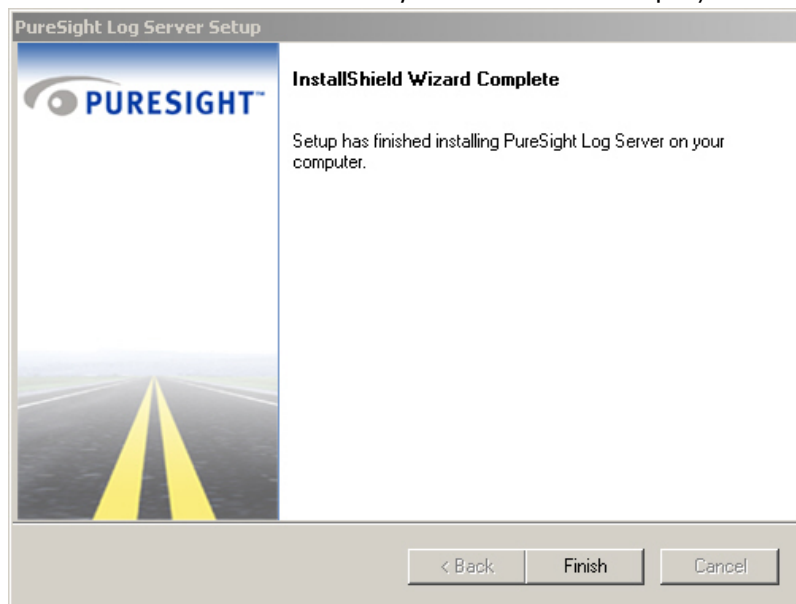 PureSight Log Server Setup
PURESIGHT™
InstallShield Wizard Complete
Setup has finished installing PureSight Log Server on your
computer.
< Back
Finish
Cancel